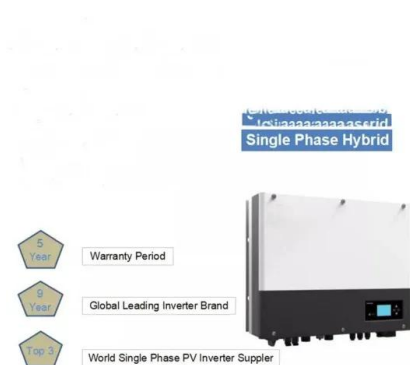 Single Phase Hybrid
5
Year
Warranty Period
9
Year
Global Leading Inverter Brand
Top 3
World Single Phase PV Inverter Suppler